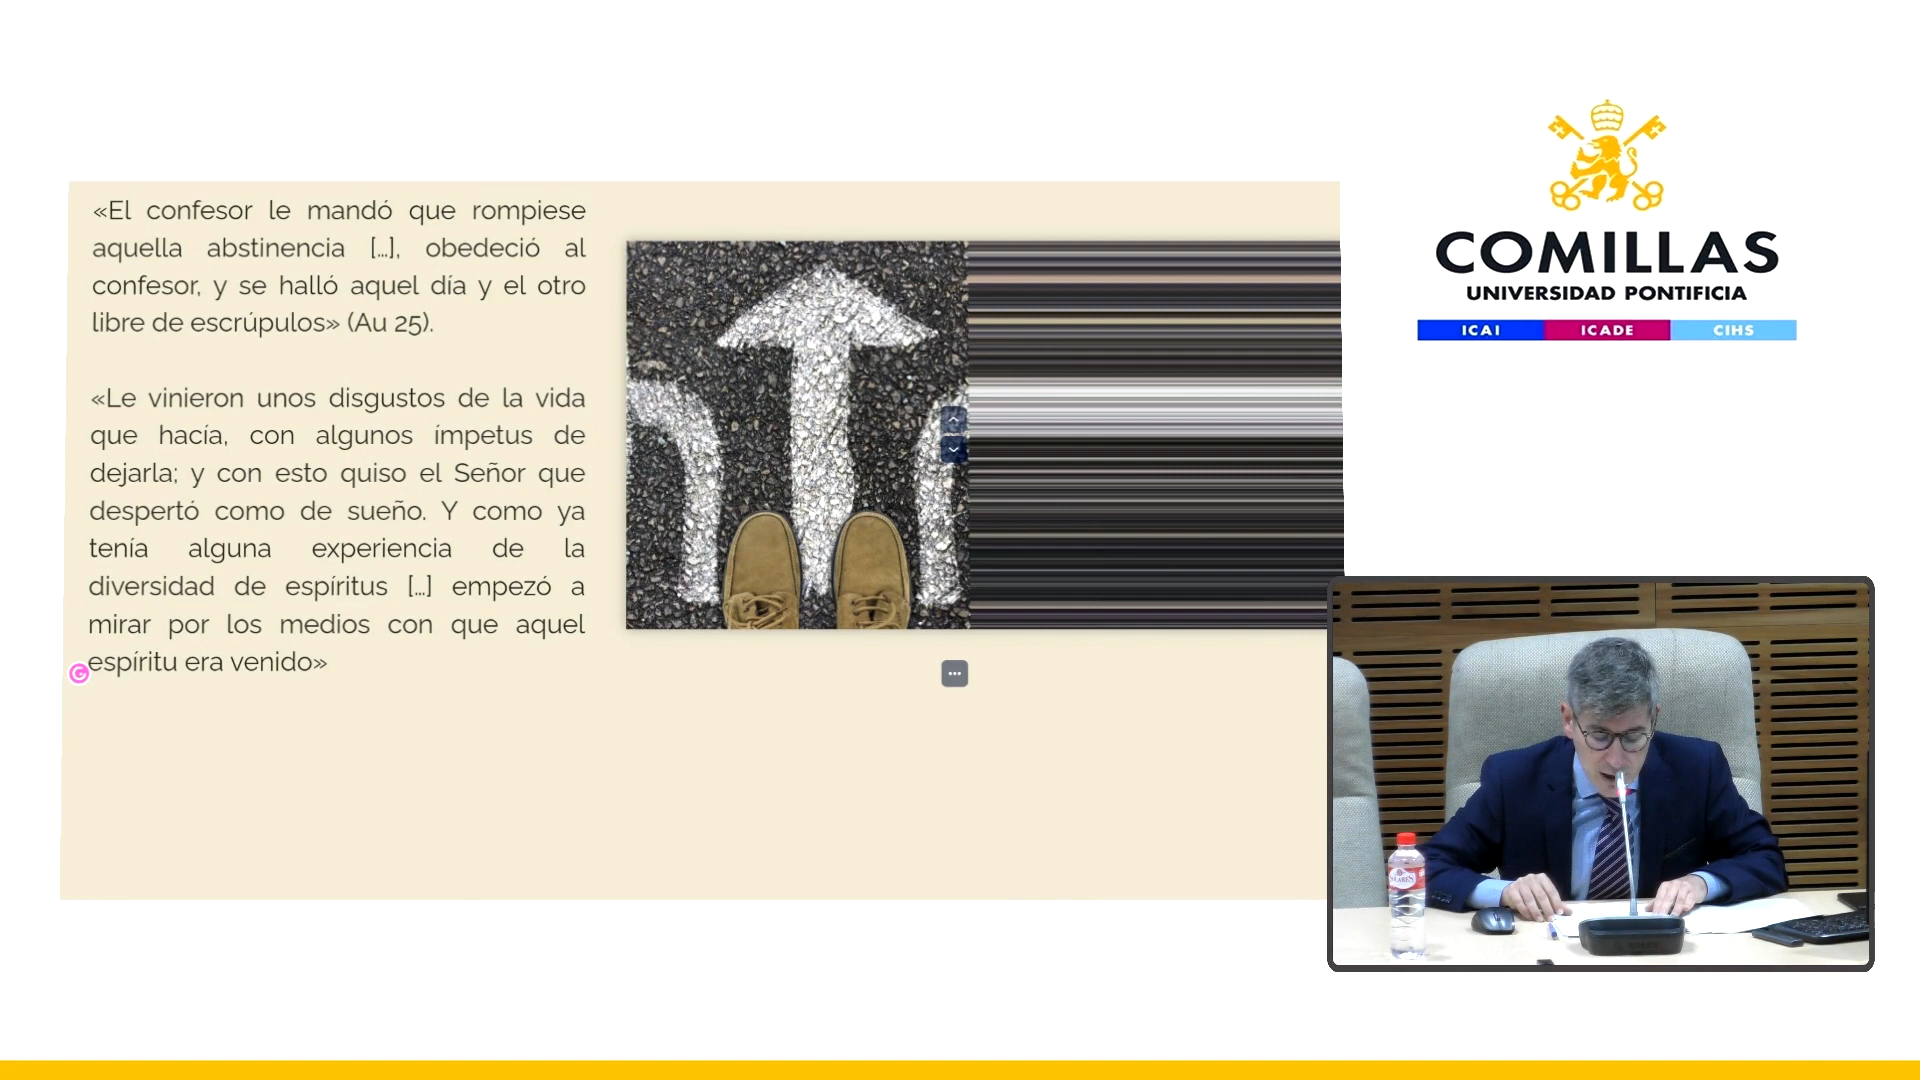 «El confesor le mandó que rompiese
aquella abstinencia [...], obedeció al
confesor, y se halló aquel día y el otro
libre de escrúpulos» (Au 25).
«Le vinieron unos disgustos de la vida
que hacía, con algunos ímpetus de
dejarla; y con esto quiso el Señor que
despertó como de sueño. Y como ya
tenía alguna experiencia de la
diversidad de espíritus [...] empezó a
mirar por los medios con que aquel
espíritu era venido»
COMILLAS
UNIVERSIDAD PONTIFICIA
ICAI ICADE CIHS
SOLARES